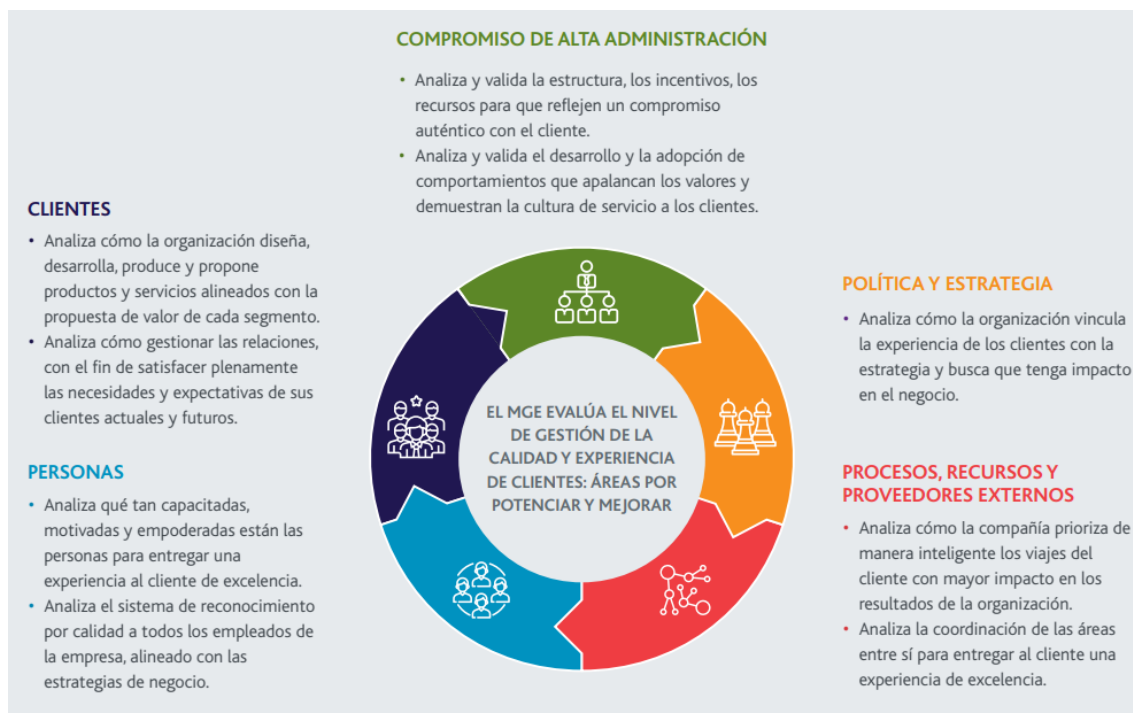 COMPROMISO DE ALTA ADMINISTRACIÓN
• Analiza y valida la estructura, los incentivos, los
recursos para que reflejen un compromiso
auténtico con el cliente.
• Analiza y valida el desarrollo y la adopción de
comportamientos que apalancan los valores y
demuestran la cultura de servicio a los clientes.
CLIENTES
• Analiza cómo la organización diseña,
desarrolla, produce y propone
productos y servicios alineados con la
propuesta de valor de cada segmento.
• Analiza cómo gestionar las relaciones,
con el fin de satisfacer plenamente
las necesidades y expectativas de sus
clientes actuales y futuros.
PERSONAS
• Analiza qué tan capacitadas,
motivadas y empoderadas están las
personas para entregar una
experiencia al cliente de excelencia.
• Analiza el sistema de reconocimiento
por calidad a todos los empleados de
la empresa, alineado con las
estrategias de negocio.
EL MGE EVALÚA EL NIVEL
DE GESTIÓN DE LA
CALIDAD Y EXPERIENCIA
DE CLIENTES: ÁREAS POR
POTENCIAR Y MEJORAR
POLÍTICA Y ESTRATEGIA
• Analiza cómo la organización vincula
la experiencia de los clientes con la
estrategia y busca que tenga impacto
en el negocio.
PROCESOS, RECURSOS Y
PROVEEDORES EXTERNOS
• Analiza cómo la compañía prioriza de
manera inteligente los viajes del
cliente con mayor impacto en los
resultados de la organización.
• Analiza la coordinación de las áreas
entre sí para entregar al cliente una
experiencia de excelencia.